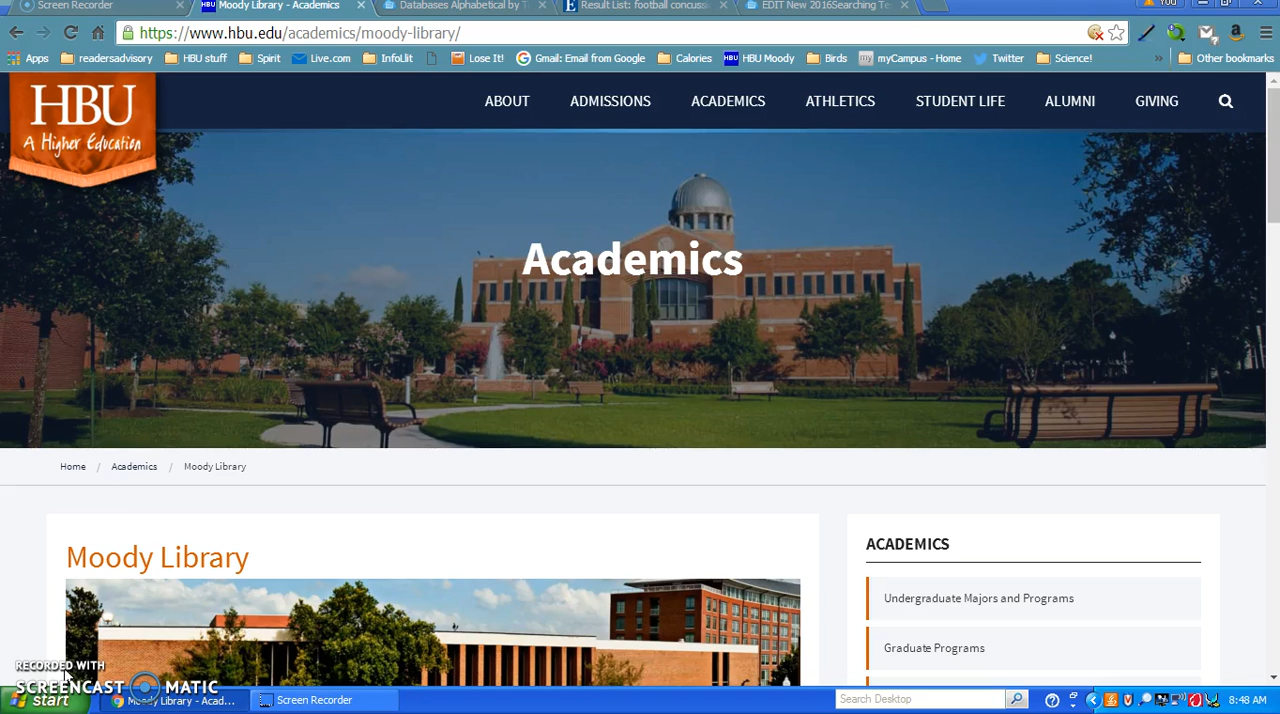 Screen Recorder
HBU Moody Library - Academics
Databases Alphabetical by T
Result List: football concuss
EDIT New 2016Searching Te
You
https://www.hbu.edu/academics/moody-library/
Apps
readersadvisory
HBU stuff
Spirit
Live.com
InfoLit
Lose It!
Gmail: Email from Google
Calories
HBU HBU Moody
Birds
my myCampus - Home
Twitter
Science!
»
Other bookmarks
HBU
A Higher Education
ABOUT
ADMISSIONS
ACADEMICS
ATHLETICS
STUDENT LIFE
ALUMNI
GIVING
Academics
Home / Academics / Moody Library
Moody Library
ACADEMICS
Undergraduate Majors and Programs
Graduate Programs
RECORDED WITH
SCREENCAST MATIC
start
Moody Library - Acad...
Screen Recorder
Search Desktop
8:48 AM